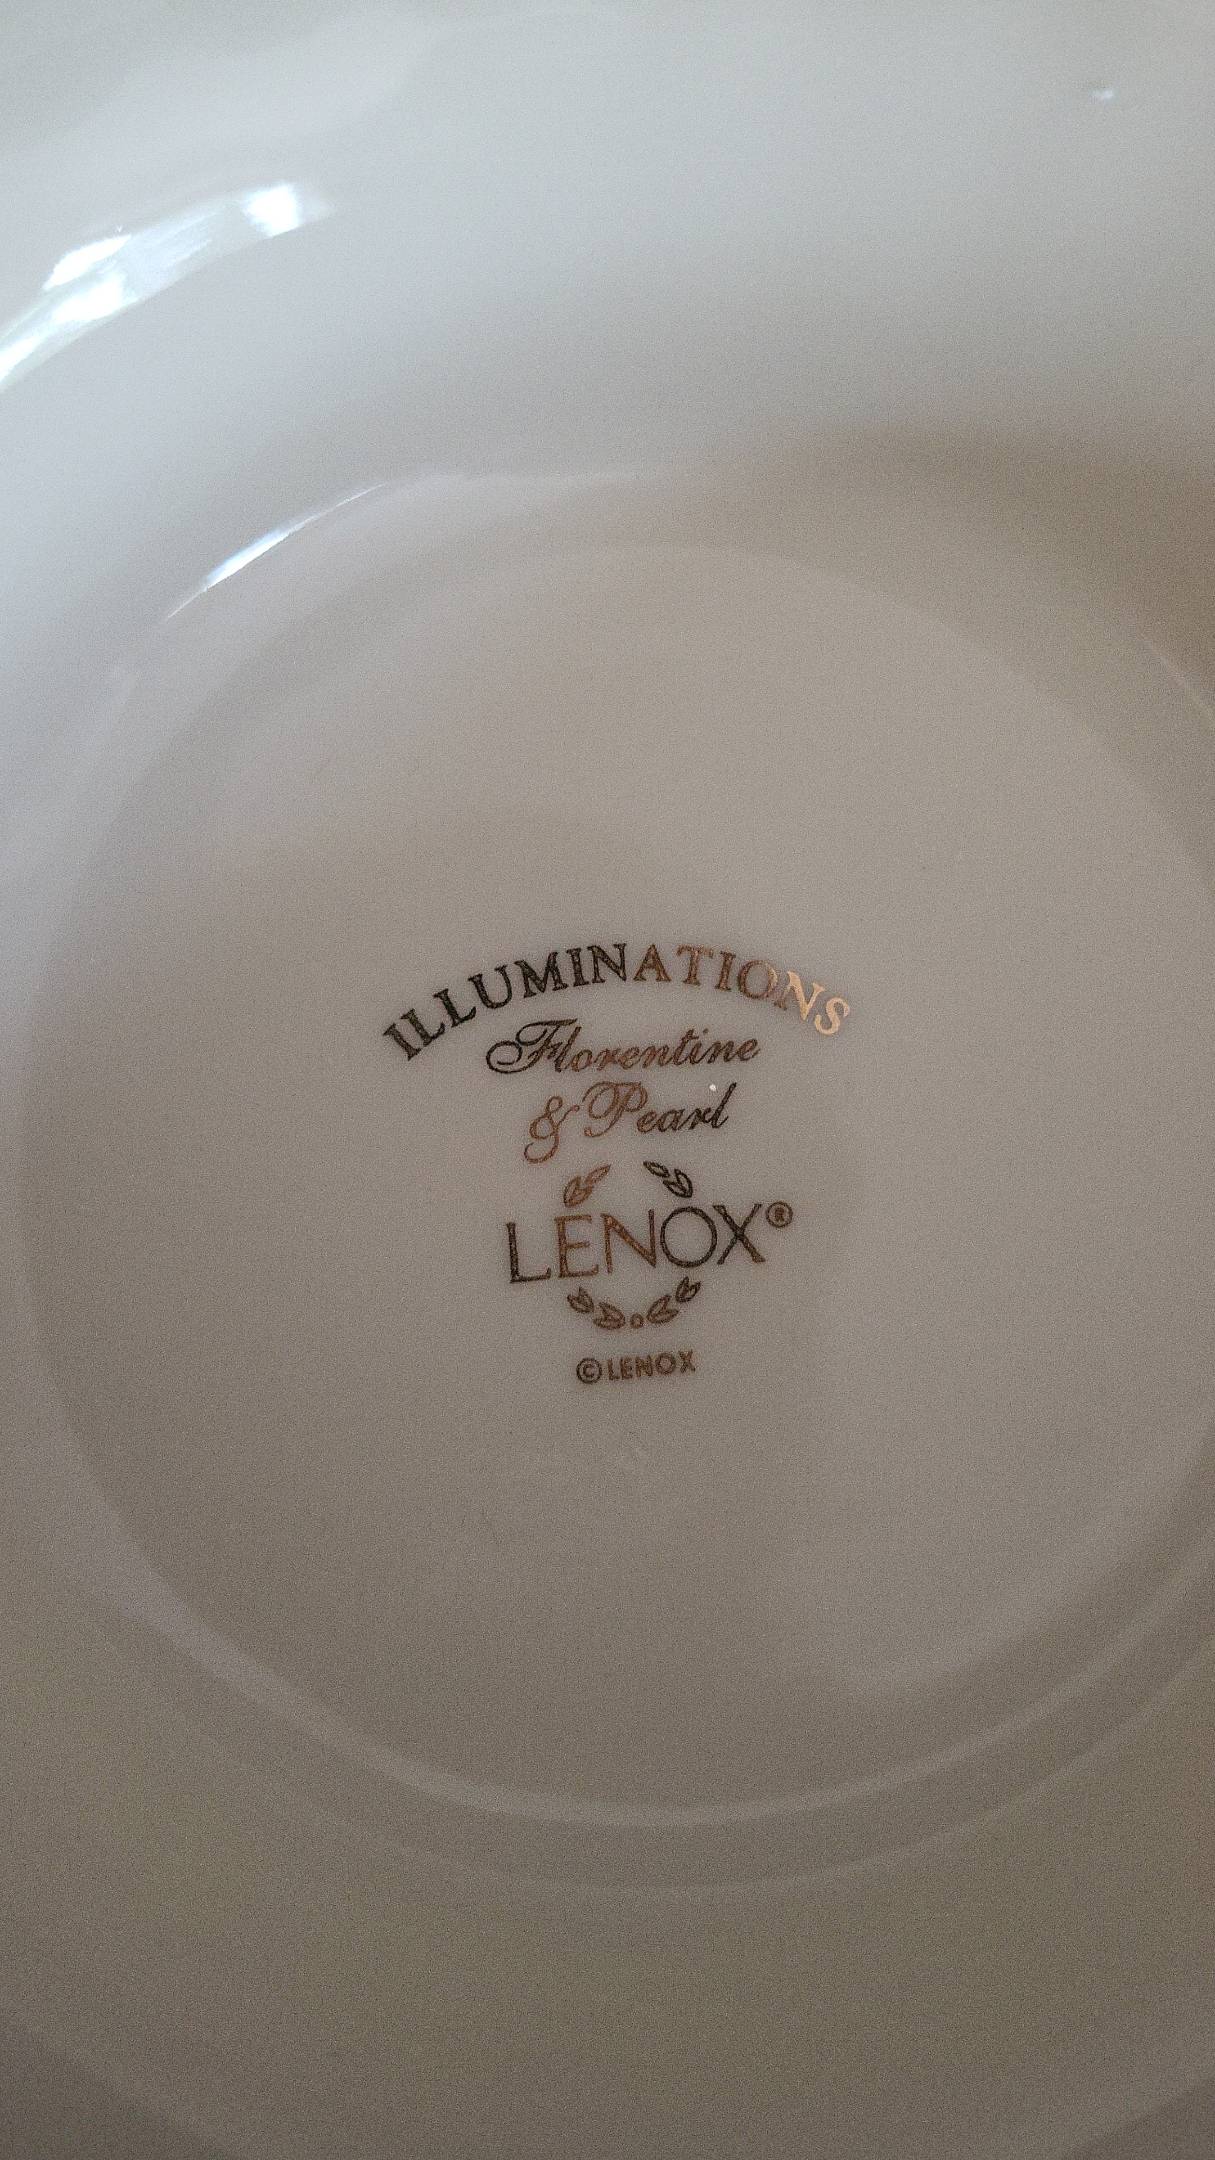 ILLUMINATIONS
Florentine
& Pearl
LENOX®
©LENOX